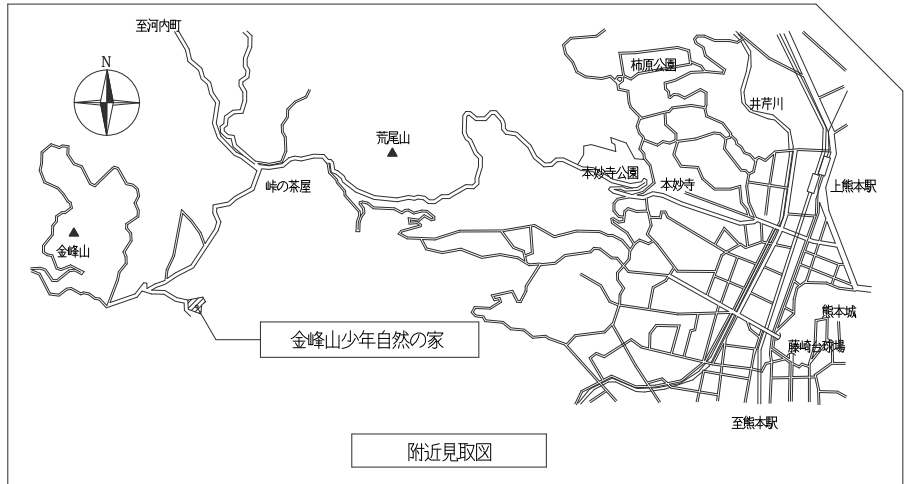 至河内町
N
柿原公園
井芹川
荒尾山
本妙寺公園
本妙寺
上熊本駅
峠の茶屋
金峰山
熊本城
金峰山少年自然の家
藤崎台球場
至熊本駅
附近見取図